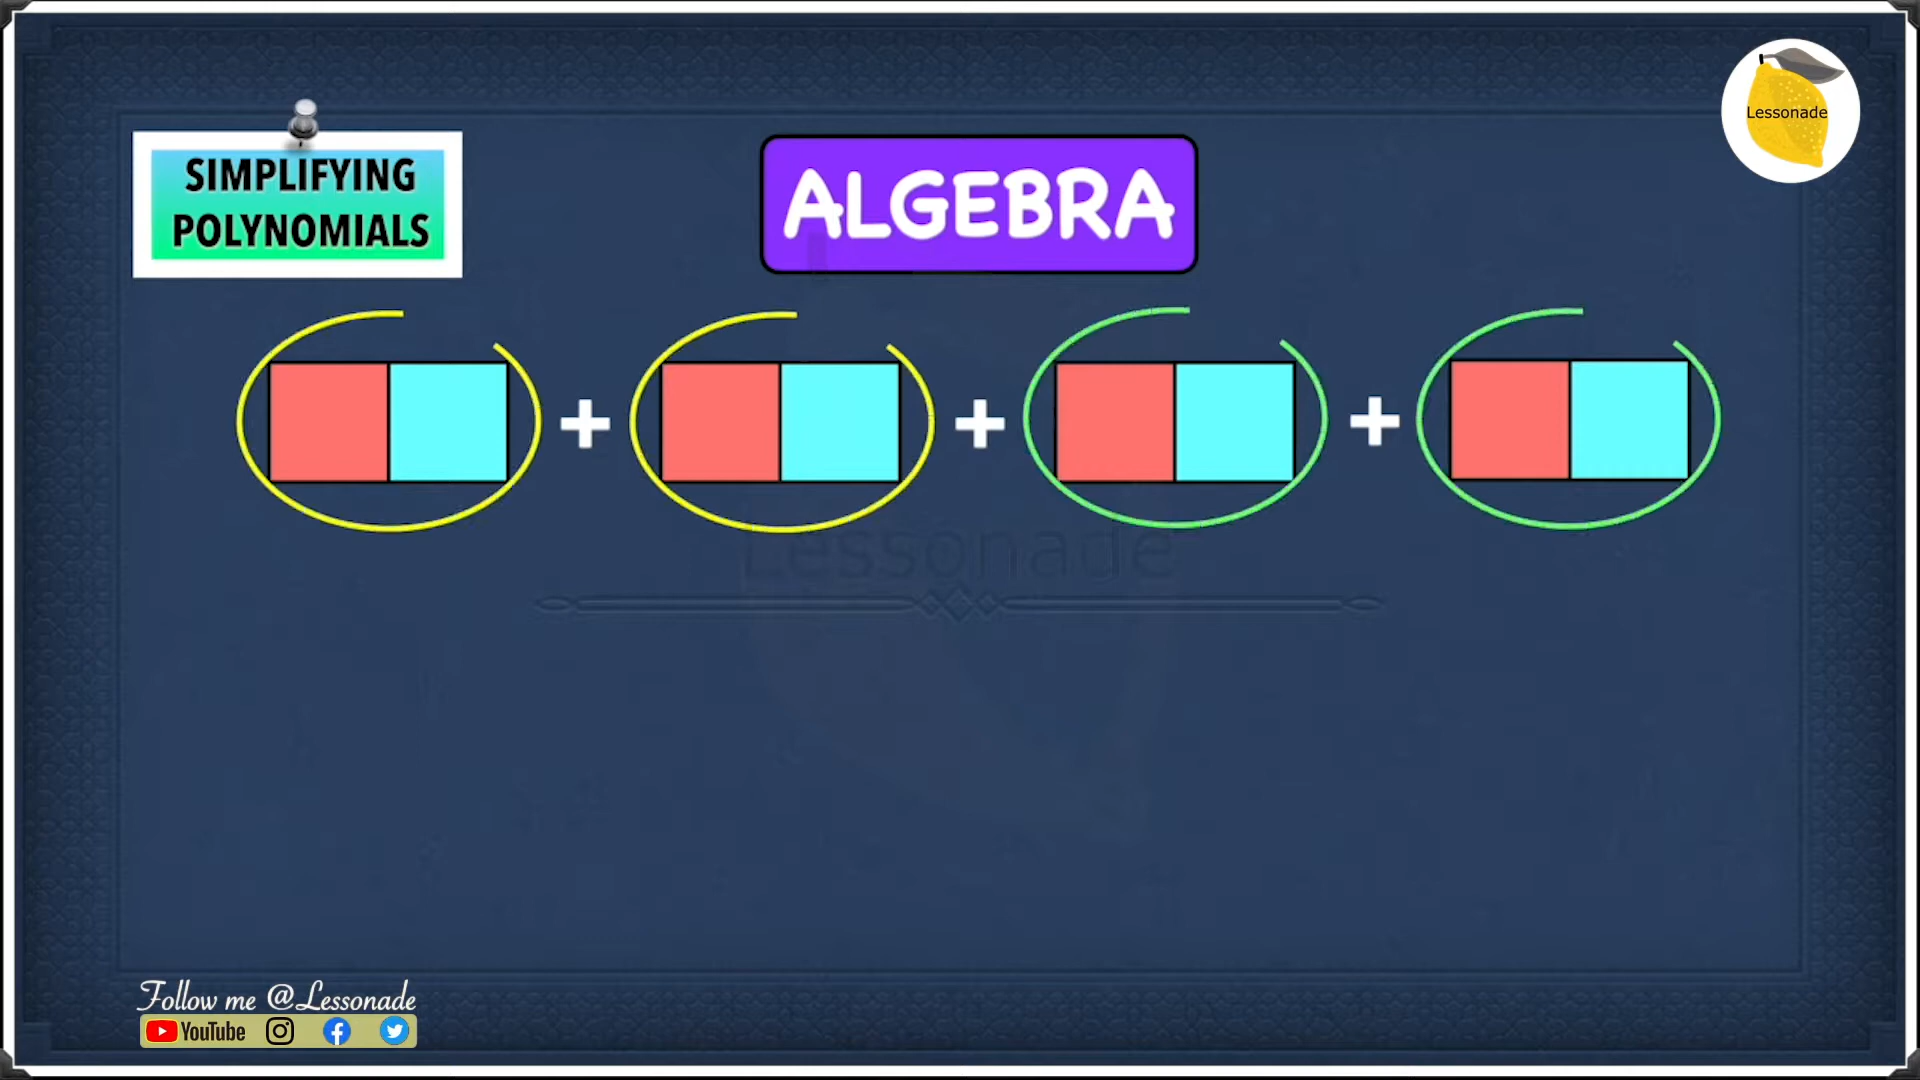 Lessonade
SIMPLIFYING
POLYNOMIALS
ALGEBRA
+ + +
Lessonade
Follow me @Lessonade
YouTube